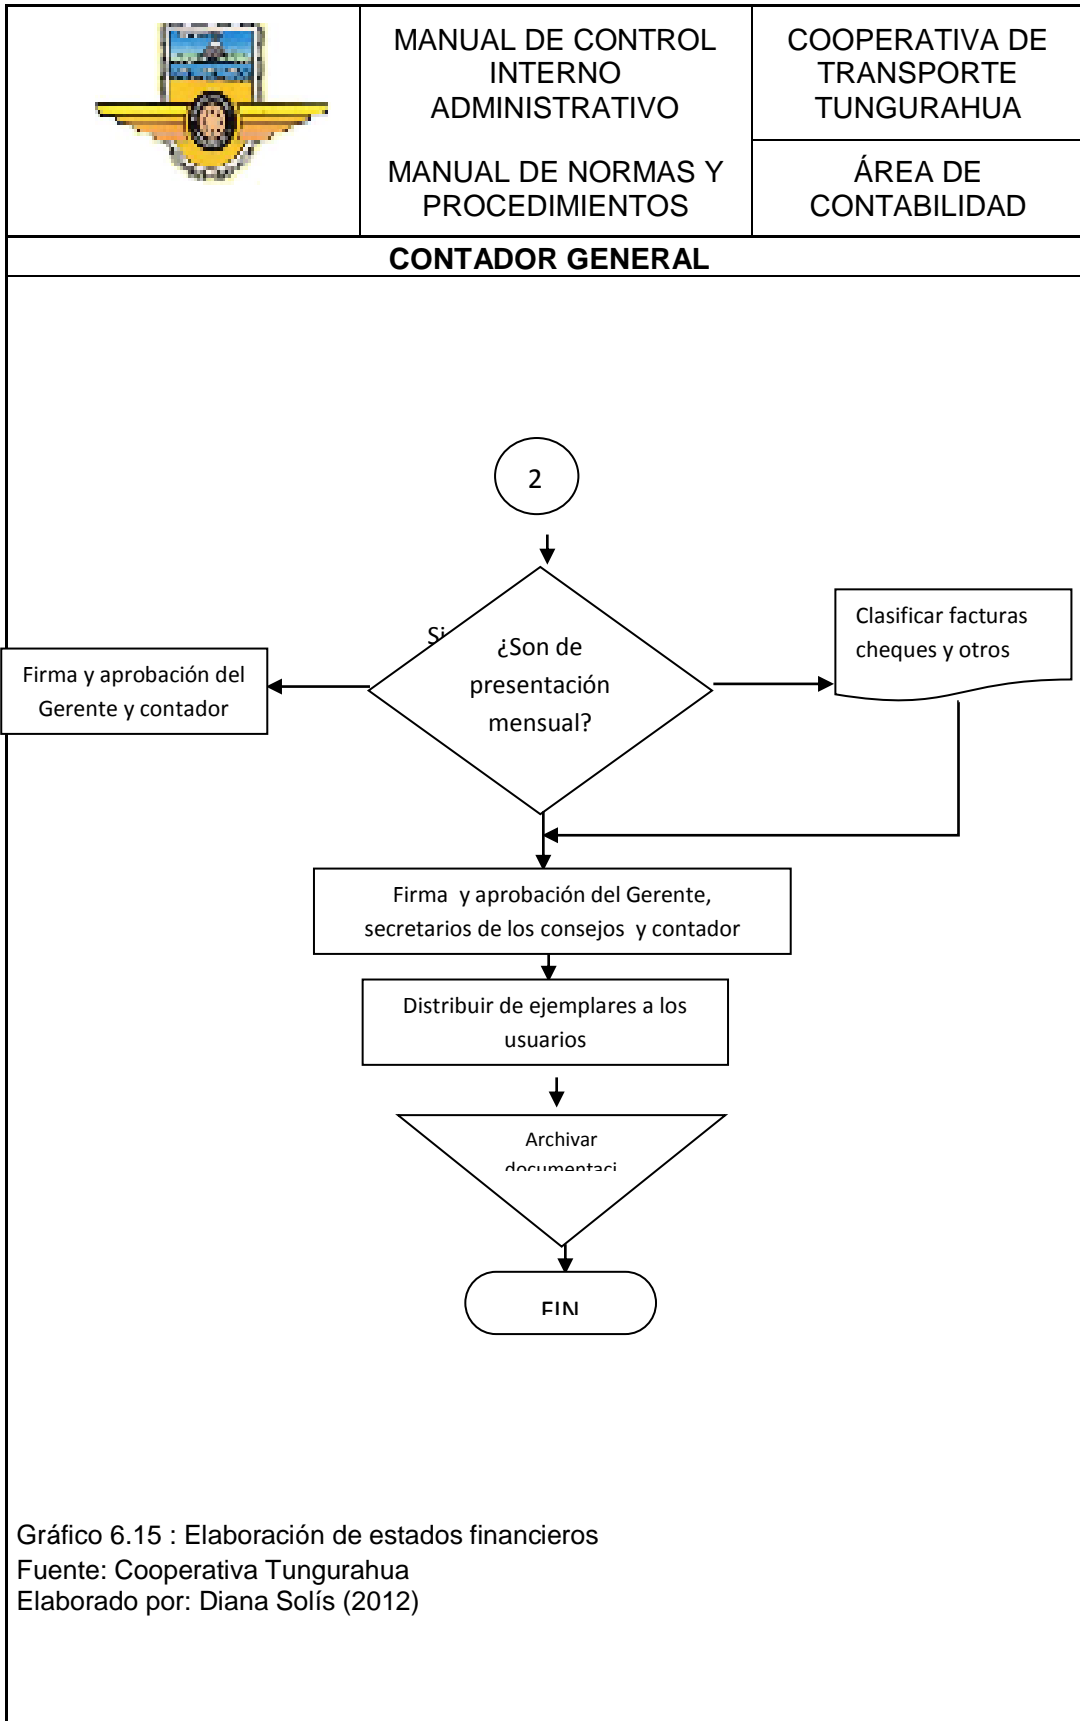 MANUAL DE CONTROL
INTERNO
ADMINISTRATIVO
MANUAL DE NORMAS Y
PROCEDIMIENTOS
COOPERATIVA DE
TRANSPORTE
TUNGURAHUA
ÁREA DE
CONTABILIDAD
CONTADOR GENERAL
2
Si
¿Son de
presentación
mensual?
Clasificar facturas
cheques y otros
Firma y aprobación del
Gerente y contador
Firma y aprobación del Gerente,
secretarios de los consejos y contador
Distribuir de ejemplares a los
usuarios
Archivar
documentaci
FIN
Gráfico 6.15 : Elaboración de estados financieros
Fuente: Cooperativa Tungurahua
Elaborado por: Diana Solís (2012)